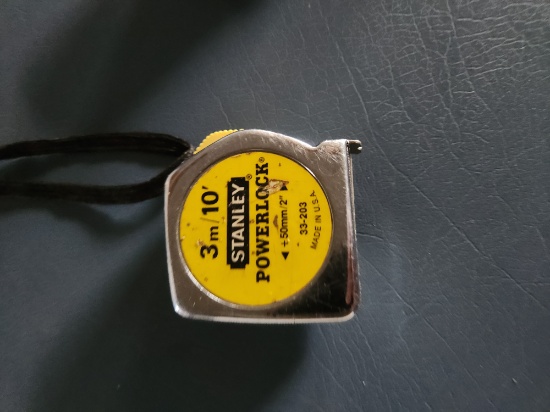 3m/10'
STANLEY®
POWERLOCK®
◄ +50mm/2" ►
33-203
MADE IN U.S.A.